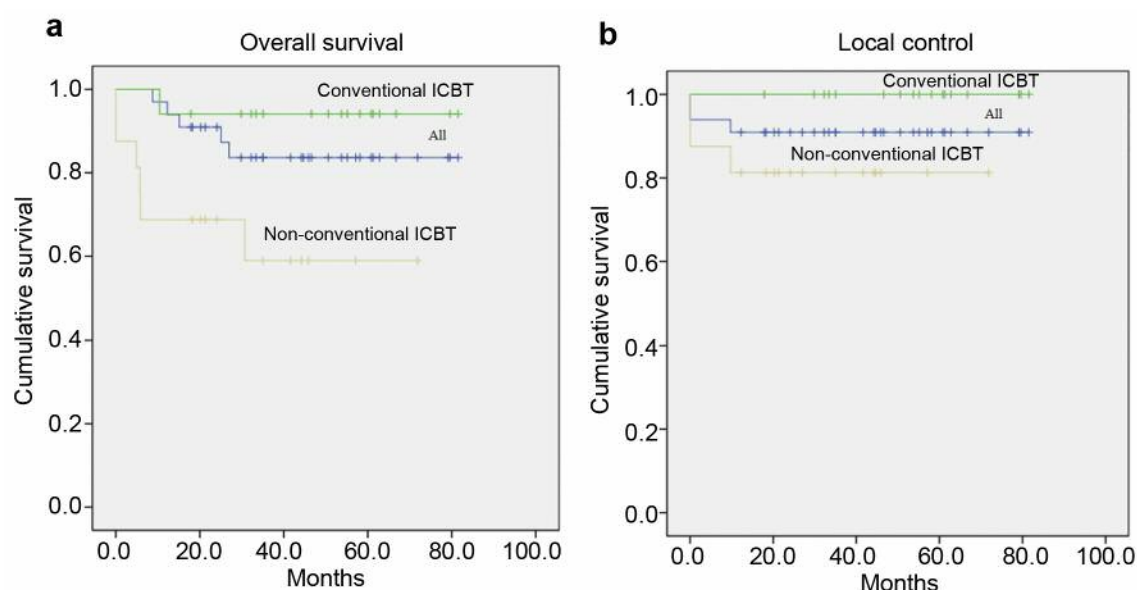 a
Overall survival
Cumulative survival
1.0
0.8
0.6
0.4
0.2
0.0
Conventional ICBT
All
Non-conventional ICBT
0.0 20.0 40.0 60.0 80.0 100.0
Months
b
Local control
Cumulative survival
1.0
0.8
0.6
0.4
0.2
0.0
Conventional ICBT
All
Non-conventional ICBT
0.0 20.0 40.0 60.0 80.0 100.0
Months